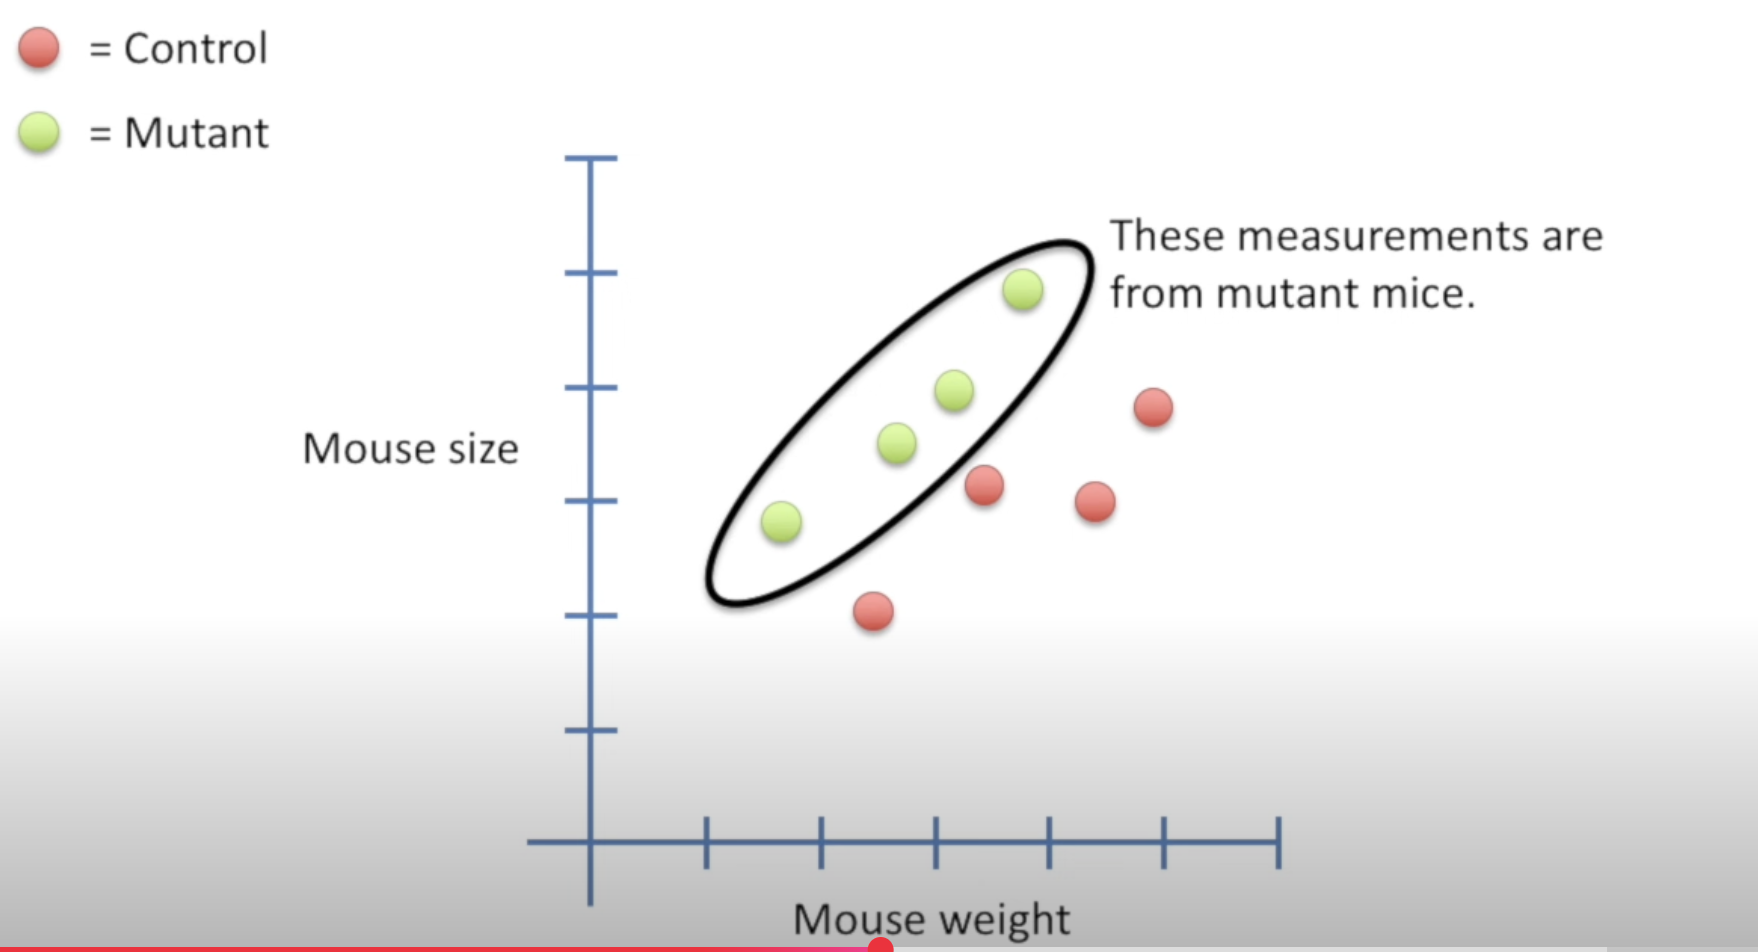 = Control
= Mutant
These measurements are
from mutant mice.
Mouse size
Mouse weight